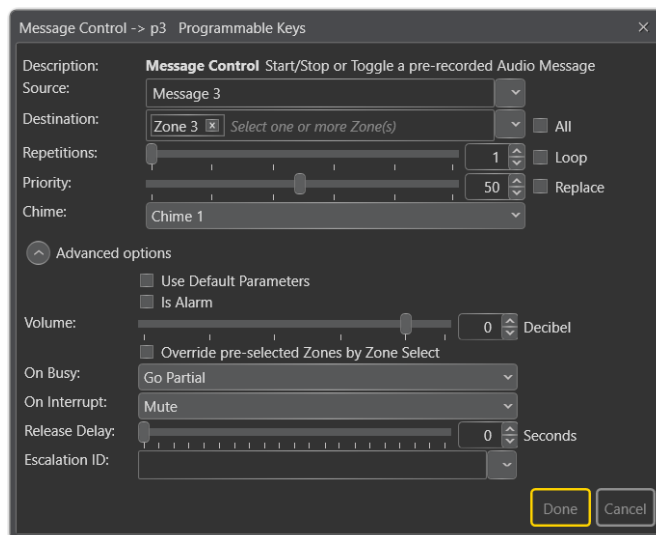 Message Control -> p3 Programmable Keys ×
Description: Message Control Start/Stop or Toggle a pre-recorded Audio Message
Source: Message 3
Destination: Zone 3 x Select one or more Zone(s) All
Repetitions: 1 Loop
Priority: 50 Replace
Chime: Chime 1
Advanced options
Use Default Parameters
Is Alarm
Volume: 0 Decibel
Override pre-selected Zones by Zone Select
On Busy: Go Partial
On Interrupt: Mute
Release Delay: 0 Seconds
Escalation ID:
Done Cancel